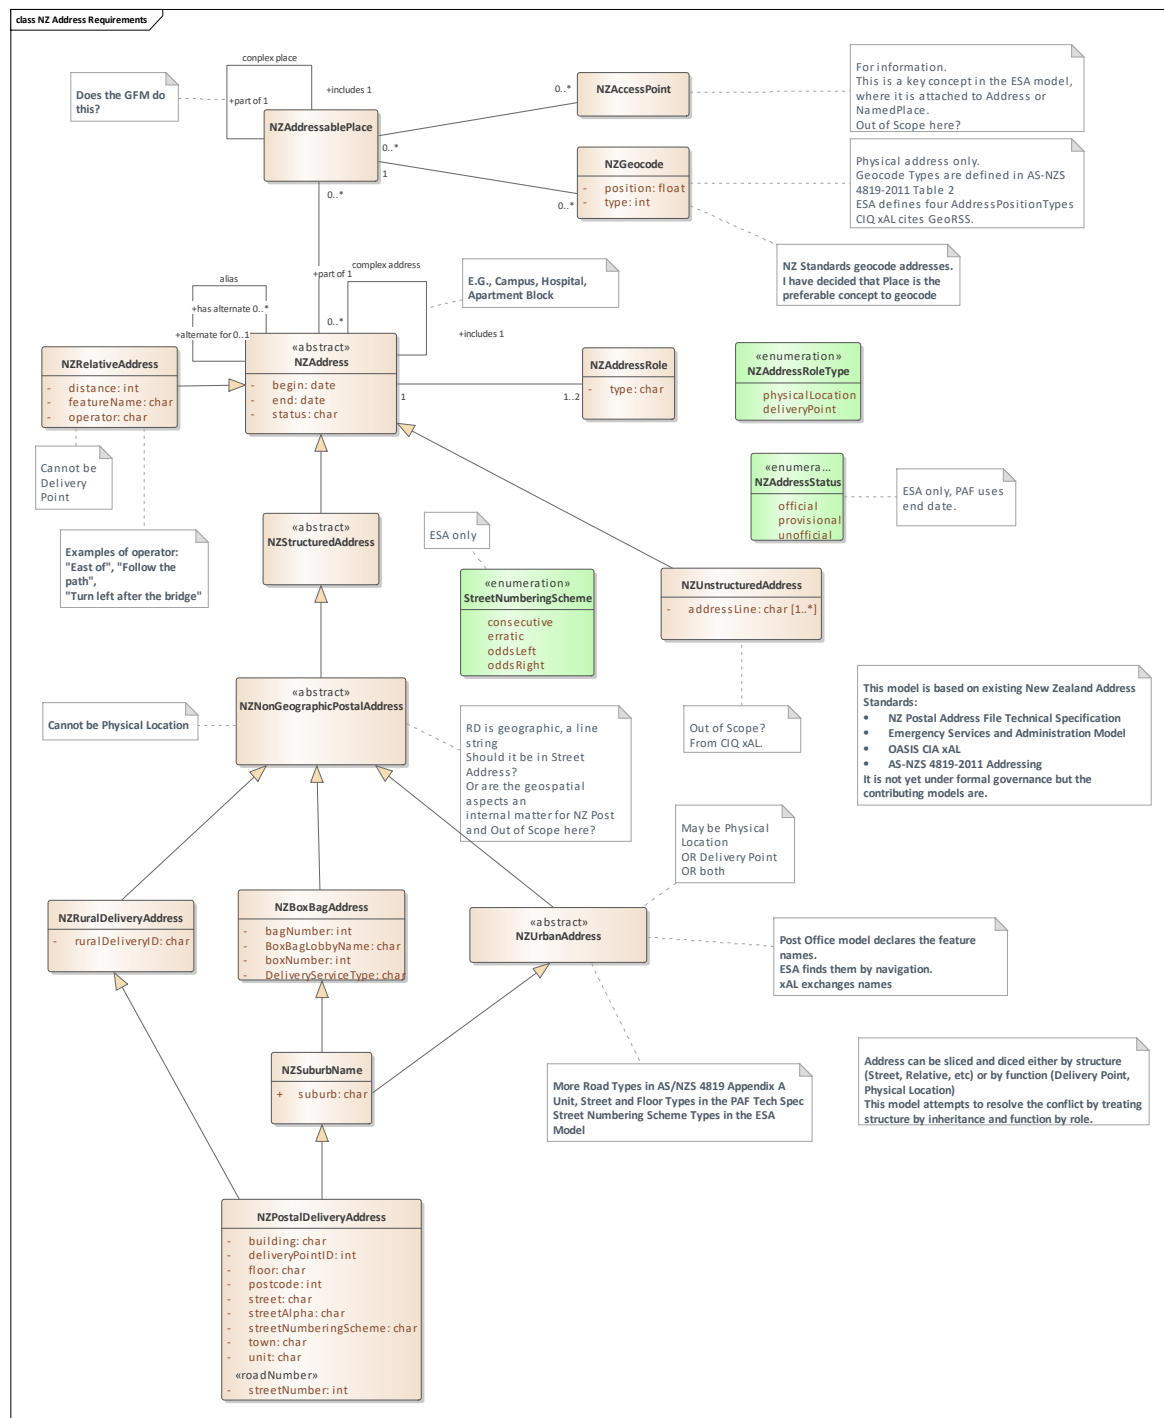 class NZ Address Requirements
conplex place
Does the GFM do
this?
+part of 1
+includes 1
NZAddressablePlace
0..*
1
0..*
0..*
NZAccessPoint
For information.
This is a key concept in the ESA model,
where it is attached to Address or
NamedPlace.
Out of Scope here?
0..*
NZGeocode
- position: float
- type: int
Physical address only.
Geocode Types are defined in AS-NZS
4819-2011 Table 2
ESA defines four AddressPositionTypes
CIQ xAL cites GeoRSS.
NZ Standards geocode addresses.
I have decided that Place is the
preferable concept to geocode
+part of 1
complex address
0..*
+includes 1
E.G., Campus, Hospital,
Apartment Block
alias
+has alternate 0..*
+alternate for 0..1
NZRelativeAddress
- distance: int
- featureName: char
- operator: char
«abstract»
NZAddress
- begin: date
- end: date
- status: char
1
1..2
NZAddressRole
- type: char
«enumeration»
NZAddressRoleType
physicalLocation
deliveryPoint
Cannot be
Delivery
Point
Examples of operator:
"East of", "Follow the
path",
"Turn left after the bridge"
«enumera...
NZAddressStatus
official
provisional
unofficial
ESA only, PAF uses
end date.
«abstract»
NZStructuredAddress
ESA only
«enumeration»
StreetNumberingScheme
consecutive
erratic
oddsLeft
oddsRight
NZUnstructuredAddress
- addressLine: char [1..*]
Out of Scope?
From CIQ xAL.
This model is based on existing New Zealand Address
Standards:
• NZ Postal Address File Technical Specification
• Emergency Services and Administration Model
• OASIS CIA xAL
• AS-NZS 4819-2011 Addressing
It is not yet under formal governance but the
contributing models are.
Cannot be Physical Location
«abstract»
NZNonGeographicPostalAddress
RD is geographic, a line
string
Should it be in Street
Address?
Or are the geospatial
aspects an
internal matter for NZ Post
and Out of Scope here?
May be Physical
Location
OR Delivery Point
OR both
NZRuralDeliveryAddress
- ruralDeliveryID: char
NZBoxBagAddress
- bagNumber: int
- BoxBagLobbyName: char
- boxNumber: int
- DeliveryServiceType: char
«abstract»
NZUrbanAddress
Post Office model declares the feature
names.
ESA finds them by navigation.
xAL exchanges names
NZSuburbName
+ suburb: char
More Road Types in AS/NZS 4819 Appendix A
Unit, Street and Floor Types in the PAF Tech Spec
Street Numbering Scheme Types in the ESA
Model
Address can be sliced and diced either by structure
(Street, Relative, etc) or by function (Delivery Point,
Physical Location)
This model attempts to resolve the conflict by treating
structure by inheritance and function by role.
NZPostalDeliveryAddress
- building: char
- deliveryPointID: int
- floor: char
- postcode: int
- street: char
- streetAlpha: char
- streetNumberingScheme: char
- town: char
- unit: char
«roadNumber»
- streetNumber: int